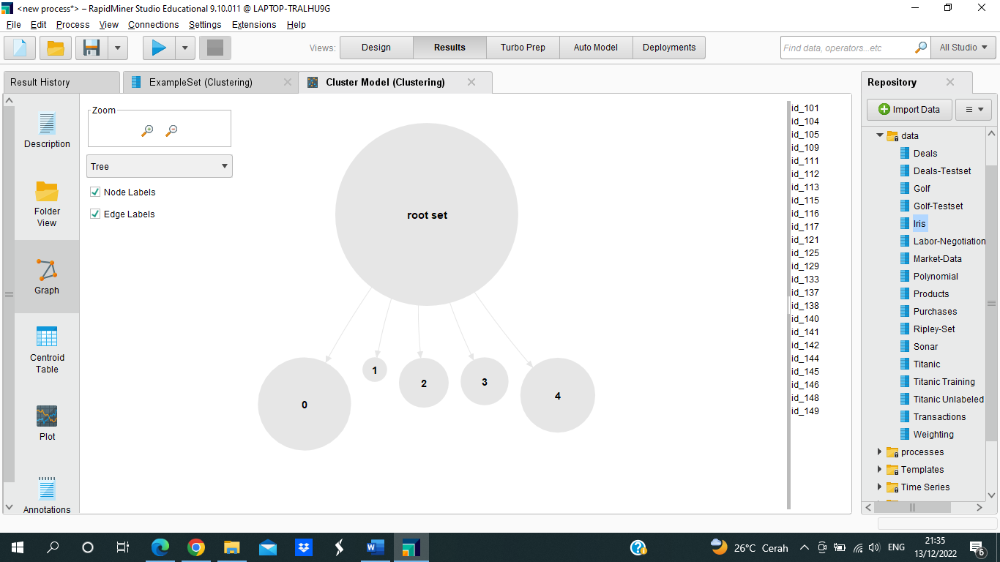 <new process*> – RapidMiner Studio Educational 9.10.011 @ LAPTOP-TRALHU9G
File Edit Process View Connections Settings Extensions Help
Views: Design Results Turbo Prep Auto Model Deployments Find data, operators...etc All Studio
Result History ExampleSet (Clustering) Cluster Model (Clustering)
Description
Folder
View
Graph
Centroid
Table
Plot
Annotations
Zoom
Tree
Node Labels
Edge Labels
root set
0
1
2
3
4
id_101
id_104
id_105
id_109
id_111
id_112
id_113
id_115
id_116
id_117
id_121
id_125
id_129
id_133
id_137
id_138
id_140
id_141
id_142
id_144
id_145
id_146
id_148
id_149
Repository
Import Data
data
Deals
Deals-Testset
Golf
Golf-Testset
Iris
Labor-Negotiation
Market-Data
Polynomial
Products
Purchases
Ripley-Set
Sonar
Titanic
Titanic Training
Titanic Unlabeled
Transactions
Weighting
processes
Templates
Time Series
26°C Cerah ENG
21:35
13/12/2022
6